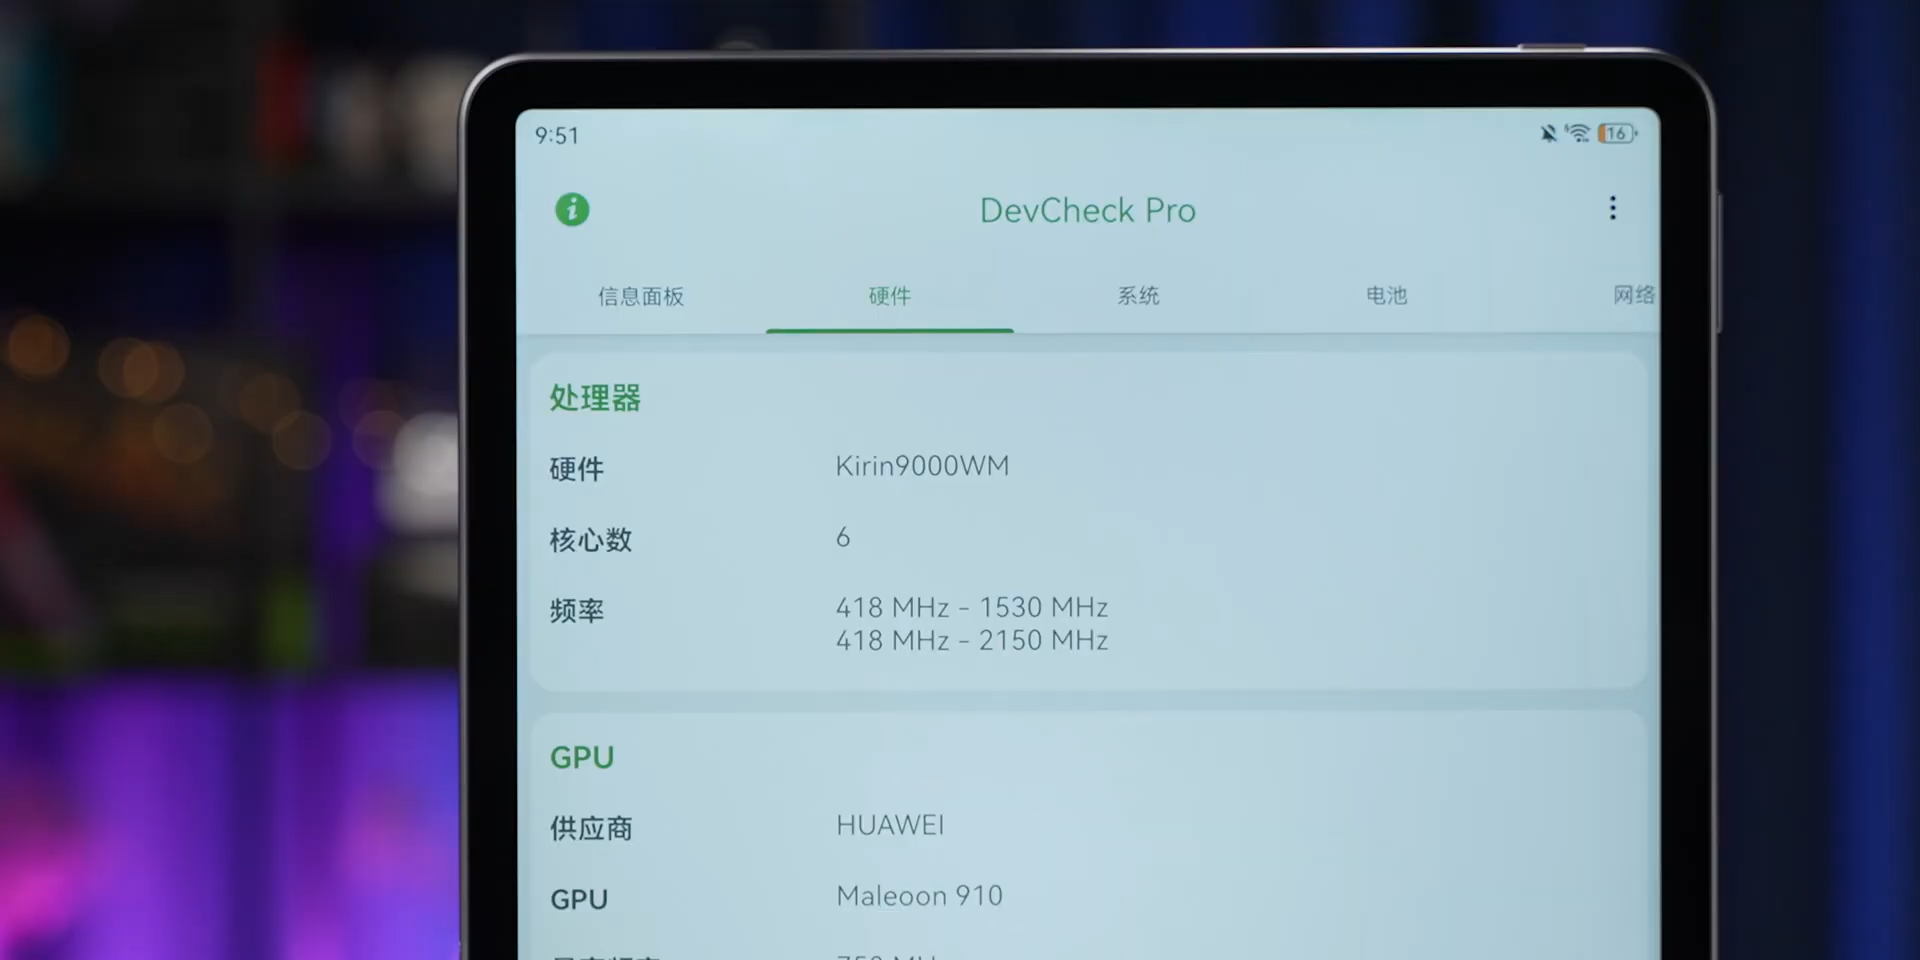 9:51
16
DevCheck Pro
信息面板 硬件 系统 电池 网络
处理器
硬件 Kirin9000WM
核心数 6
频率 418 MHz - 1530 MHz
418 MHz - 2150 MHz
GPU
供应商 HUAWEI
GPU Maleoon 910